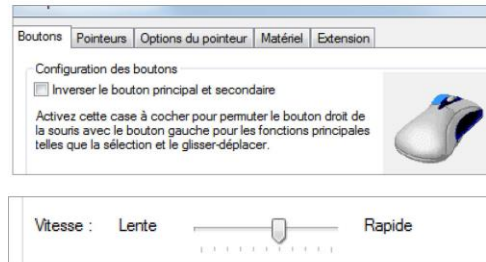 Boutons Pointeurs Options du pointeur Matériel Extension
Configuration des boutons
Inverser le bouton principal et secondaire
Activez cette case à cocher pour permuter le bouton droit de
la souris avec le bouton gauche pour les fonctions principales
telles que la sélection et le glisser-déplacer.
Vitesse : Lente Rapide